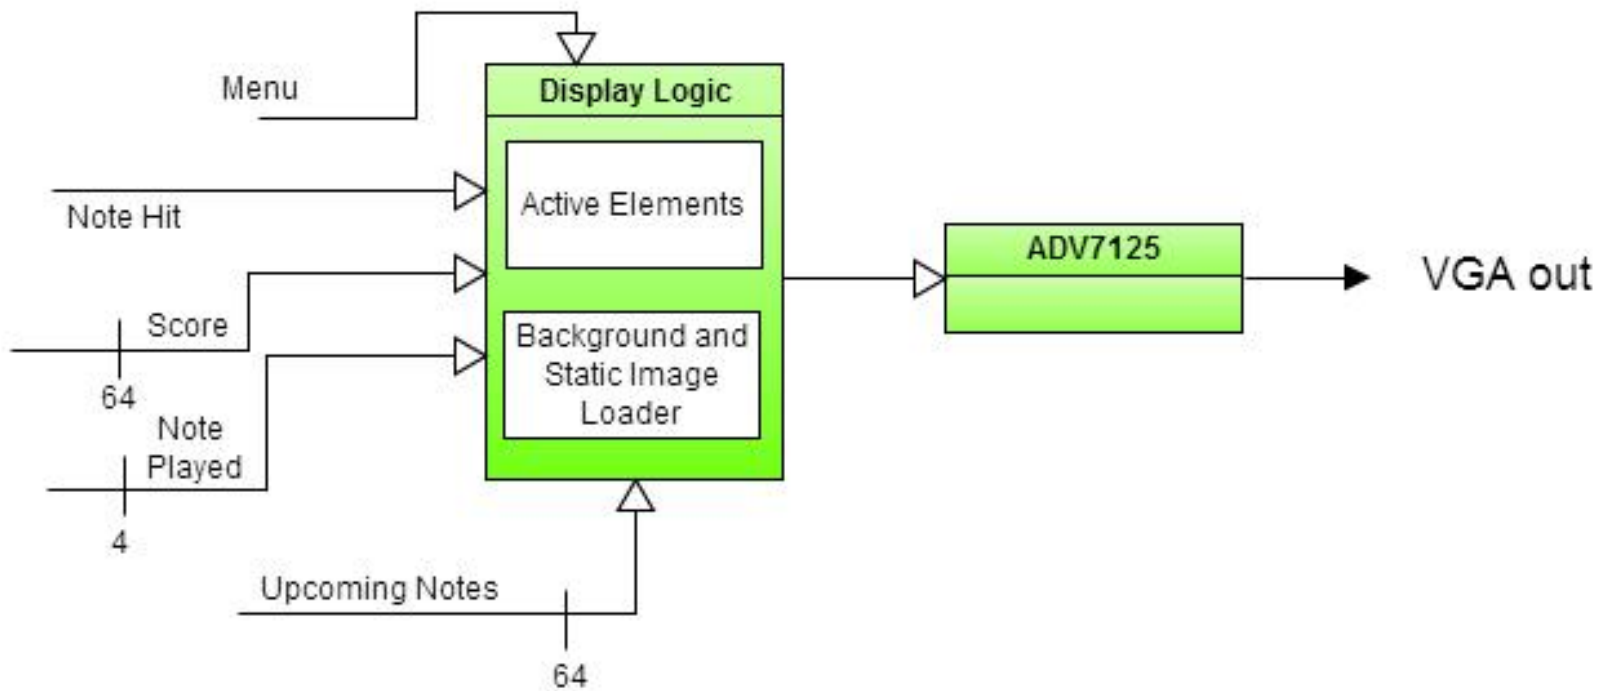 Menu
Display Logic
Note Hit
Active Elements
ADV7125
VGA out
Score
64
Background and
Static Image
Loader
Note
Played
4
Upcoming Notes
64